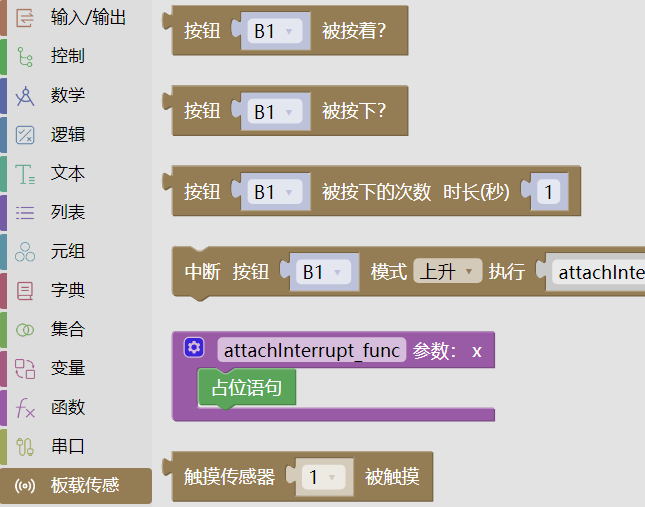 输入/输出
控制
数学
逻辑
文本
列表
元组
字典
集合
变量
函数
串口
板载传感
按钮 B1 被按着?
按钮 B1 被按下?
按钮 B1 被按下的次数 时长(秒) 1
中断 按钮 B1 模式 上升 执行 attachInte
attachInterrupt_func 参数: x
占位语句
触摸传感器 1 被触摸